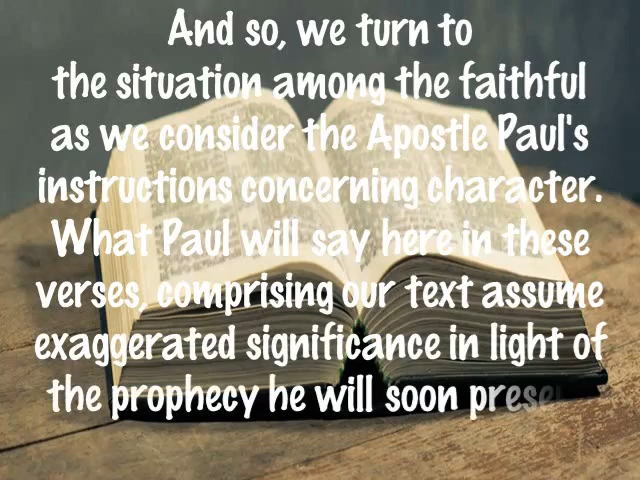 And so, we turn to
the situation among the faithful
as we consider the Apostle Paul's
instructions concerning character.
What Paul will say here in these
verses, comprising our text assume
exaggerated significance in light of
the prophecy he will soon prese